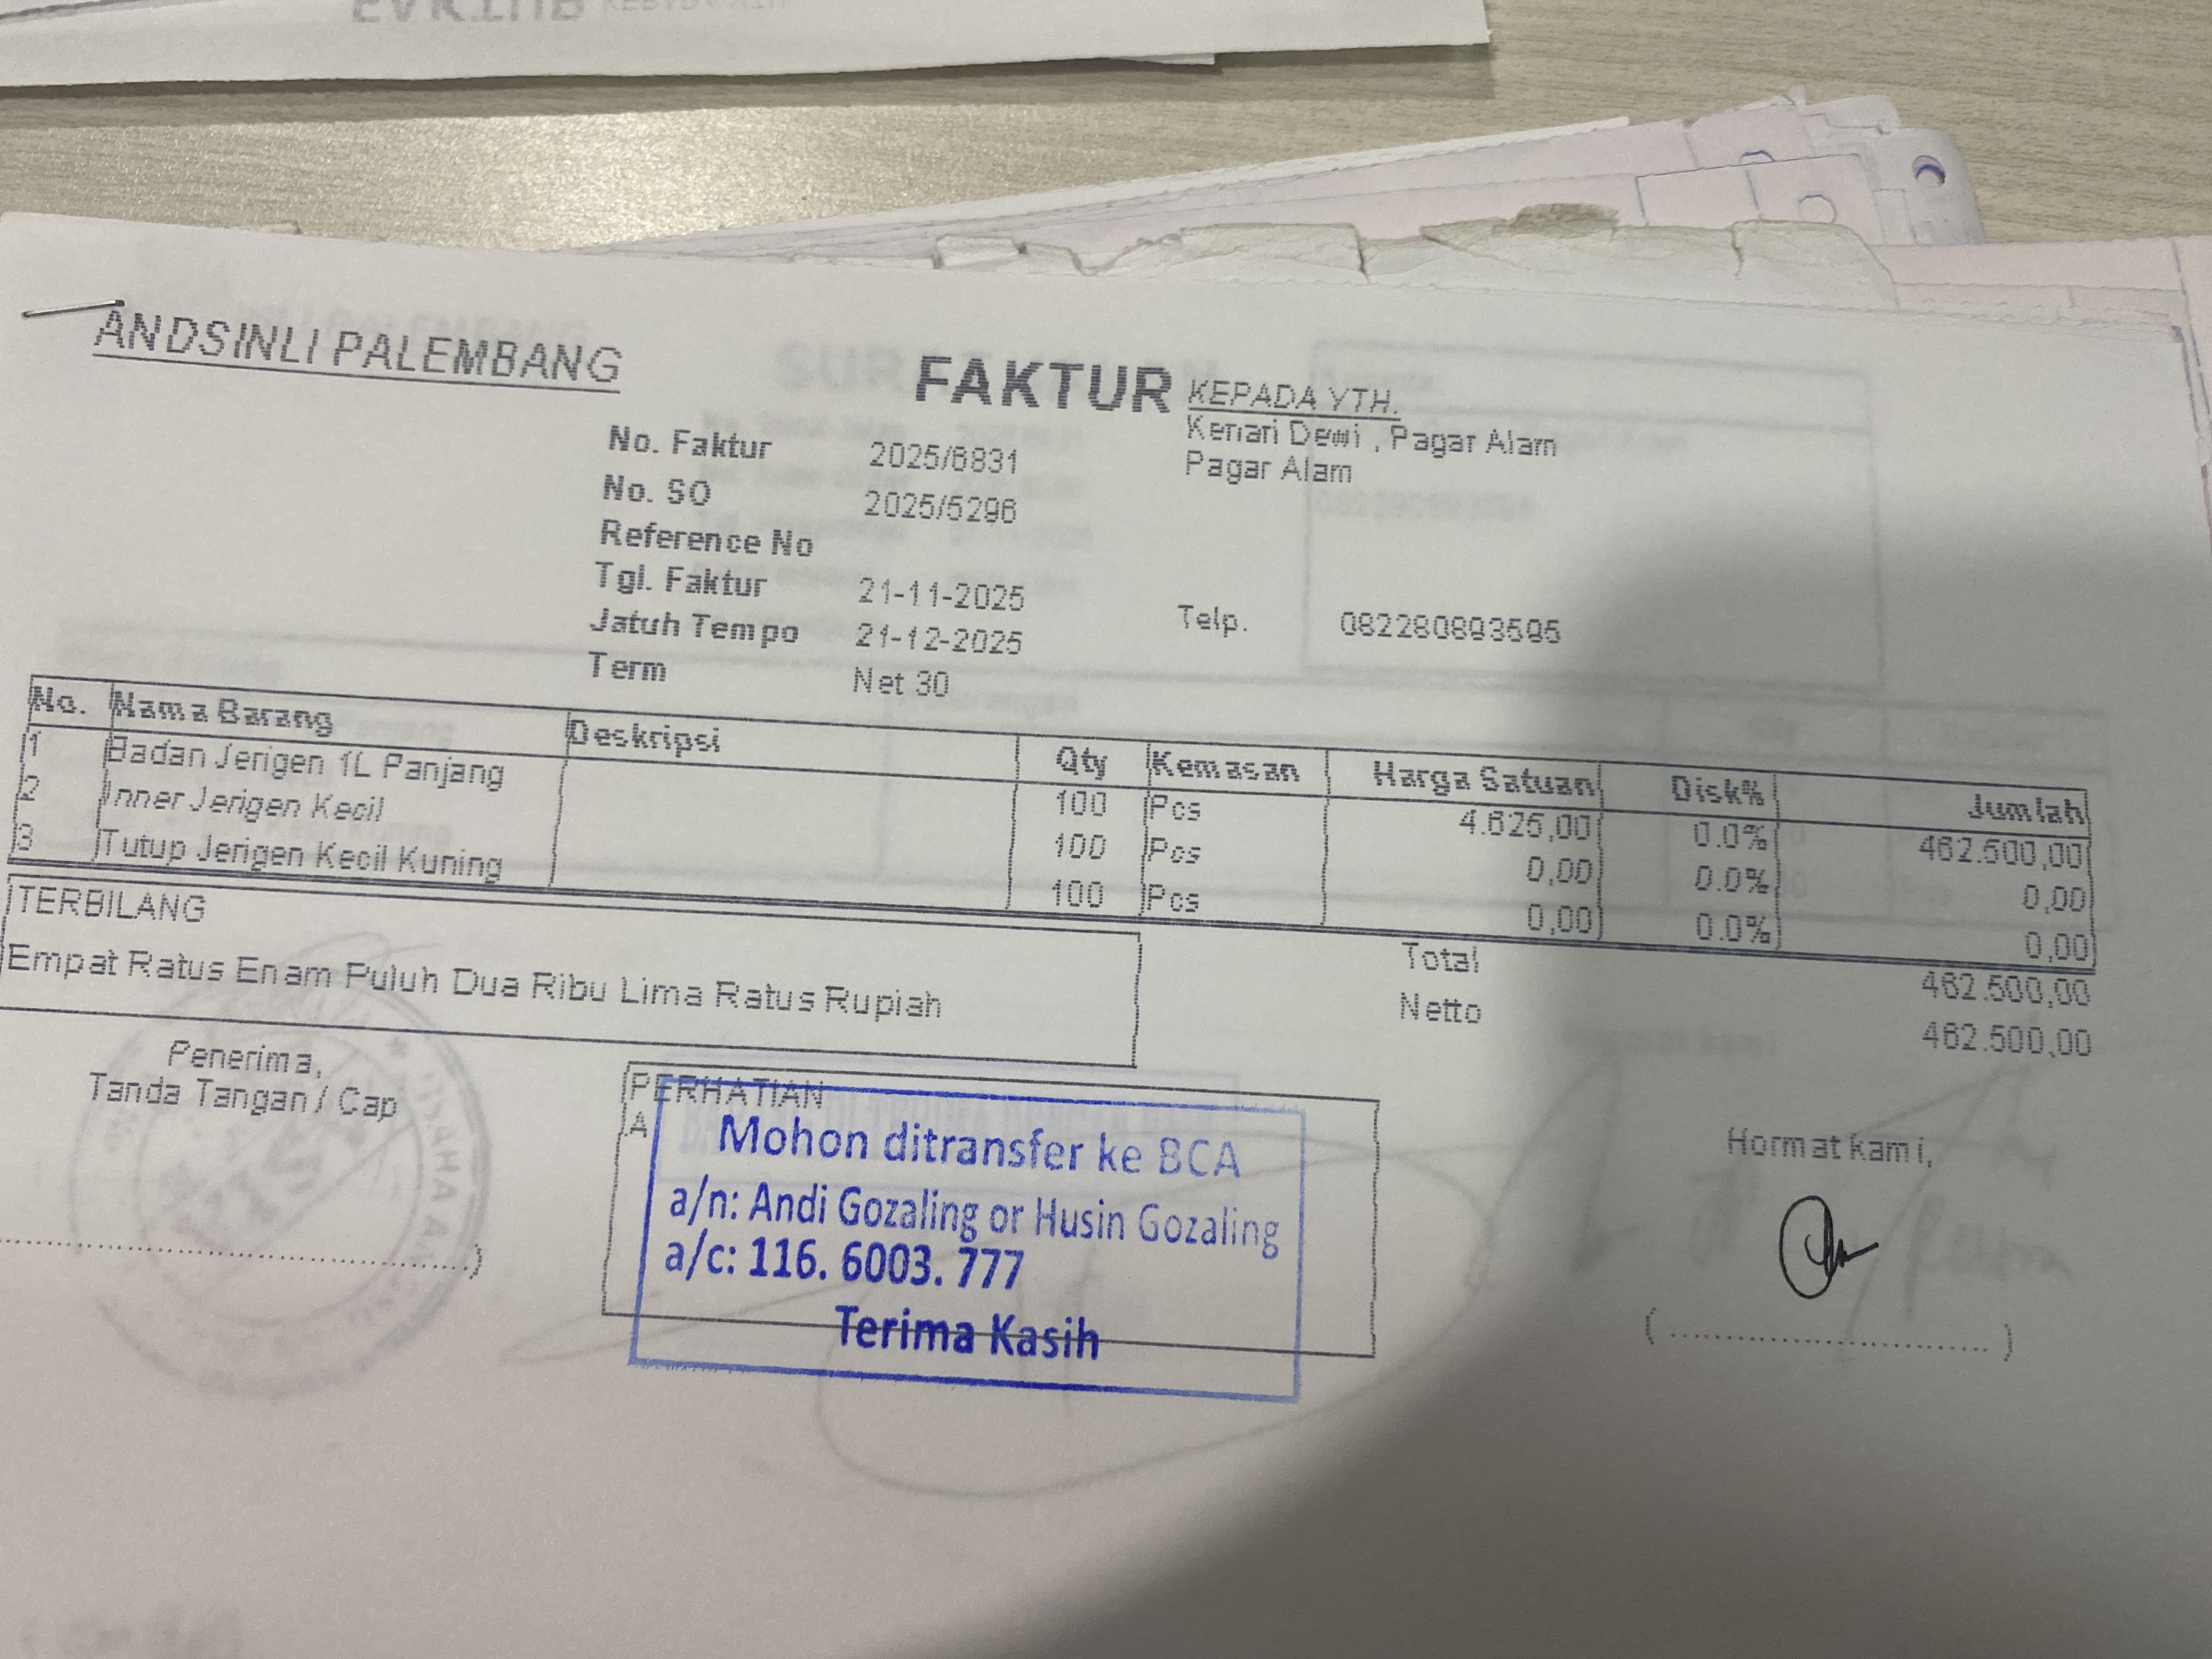 ANDSINLI PALEMBANG
FAKTUR
KEPADA YTH.
Kenari Dewi , Pagar Alam
Pagar Alam
No. Faktur 2025/6831
No. SO 2025/5296
Reference No
Tgl. Faktur 21-11-2025
Jatuh Tempo 21-12-2025
Term Net 30
Telp. 082280893595
No. Nama Barang Deskripsi Qty Kemasan Harga Satuan Disk% Jumlah
1 Badan Jerigen 1L Panjang 100 Pcs 4.625,00 0.0% 462.500,00
2 Inner Jerigen Kecil 100 Pcs 0,00 0.0% 0,00
3 Tutup Jerigen Kecil Kuning 100 Pcs 0,00 0.0% 0,00
TERBILANG
Empat Ratus Enam Puluh Dua Ribu Lima Ratus Rupiah
Total 462.500,00
Netto 462.500,00
Penerima,
Tanda Tangan / Cap
PERHATIAN
A
Mohon ditransfer ke BCA
a/n: Andi Gozaling or Husin Gozaling
a/c: 116. 6003. 777
Terima Kasih
Hormat kami,